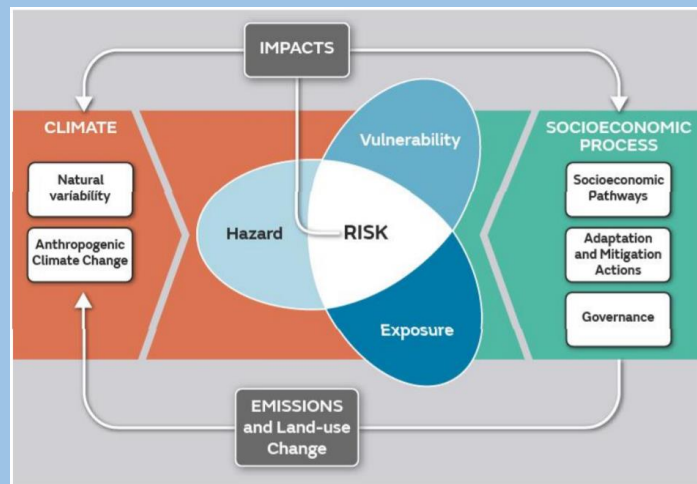 IMPACTS
CLIMATE
Natural
variability
Anthropogenic
Climate Change
Vulnerability
Hazard
RISK
Exposure
SOCIOECONOMIC
PROCESS
Socioeconomic
Pathways
Adaptation
and Mitigation
Actions
Governance
EMISSIONS
and Land-use
Change